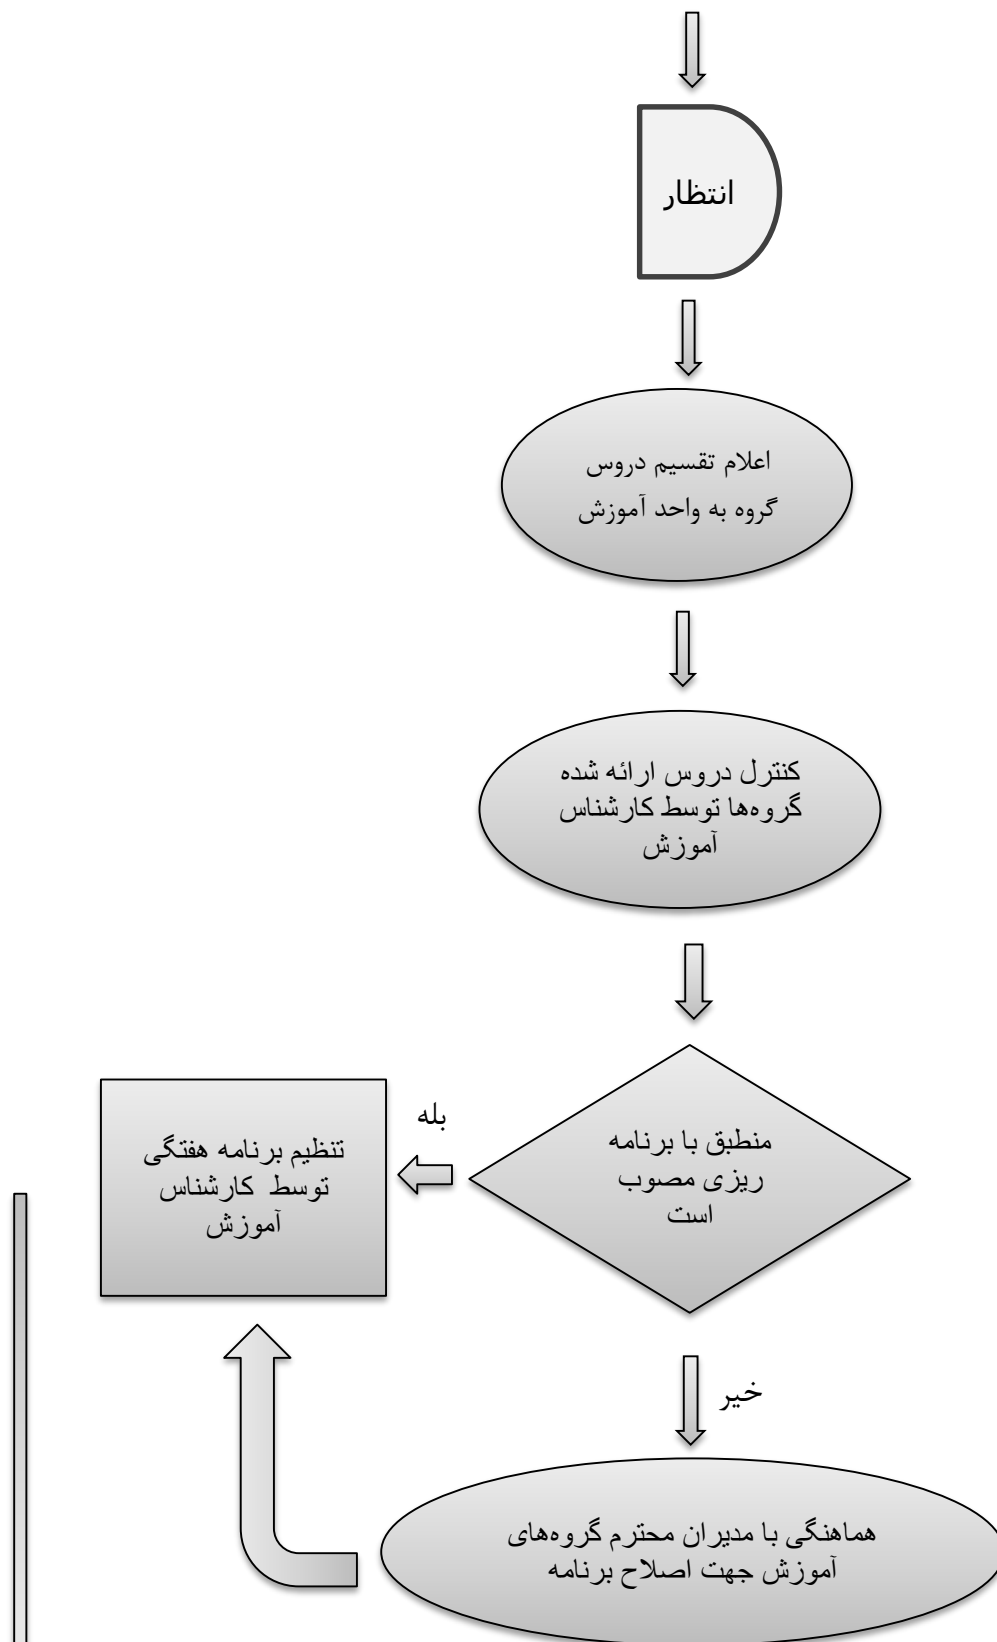 انتظار
اعلام تقسیم دروس
گروه به واحد آموزش
کنترل دروس ارائه شده
گروه‌ها توسط کارشناس
آموزش
منطبق با برنامه
ریزی مصوب
است
بله
تنظیم برنامه هفتگی
توسط کارشناس
آموزش
خیر
هماهنگی با مدیران محترم گروه‌های
آموزش جهت اصلاح برنامه